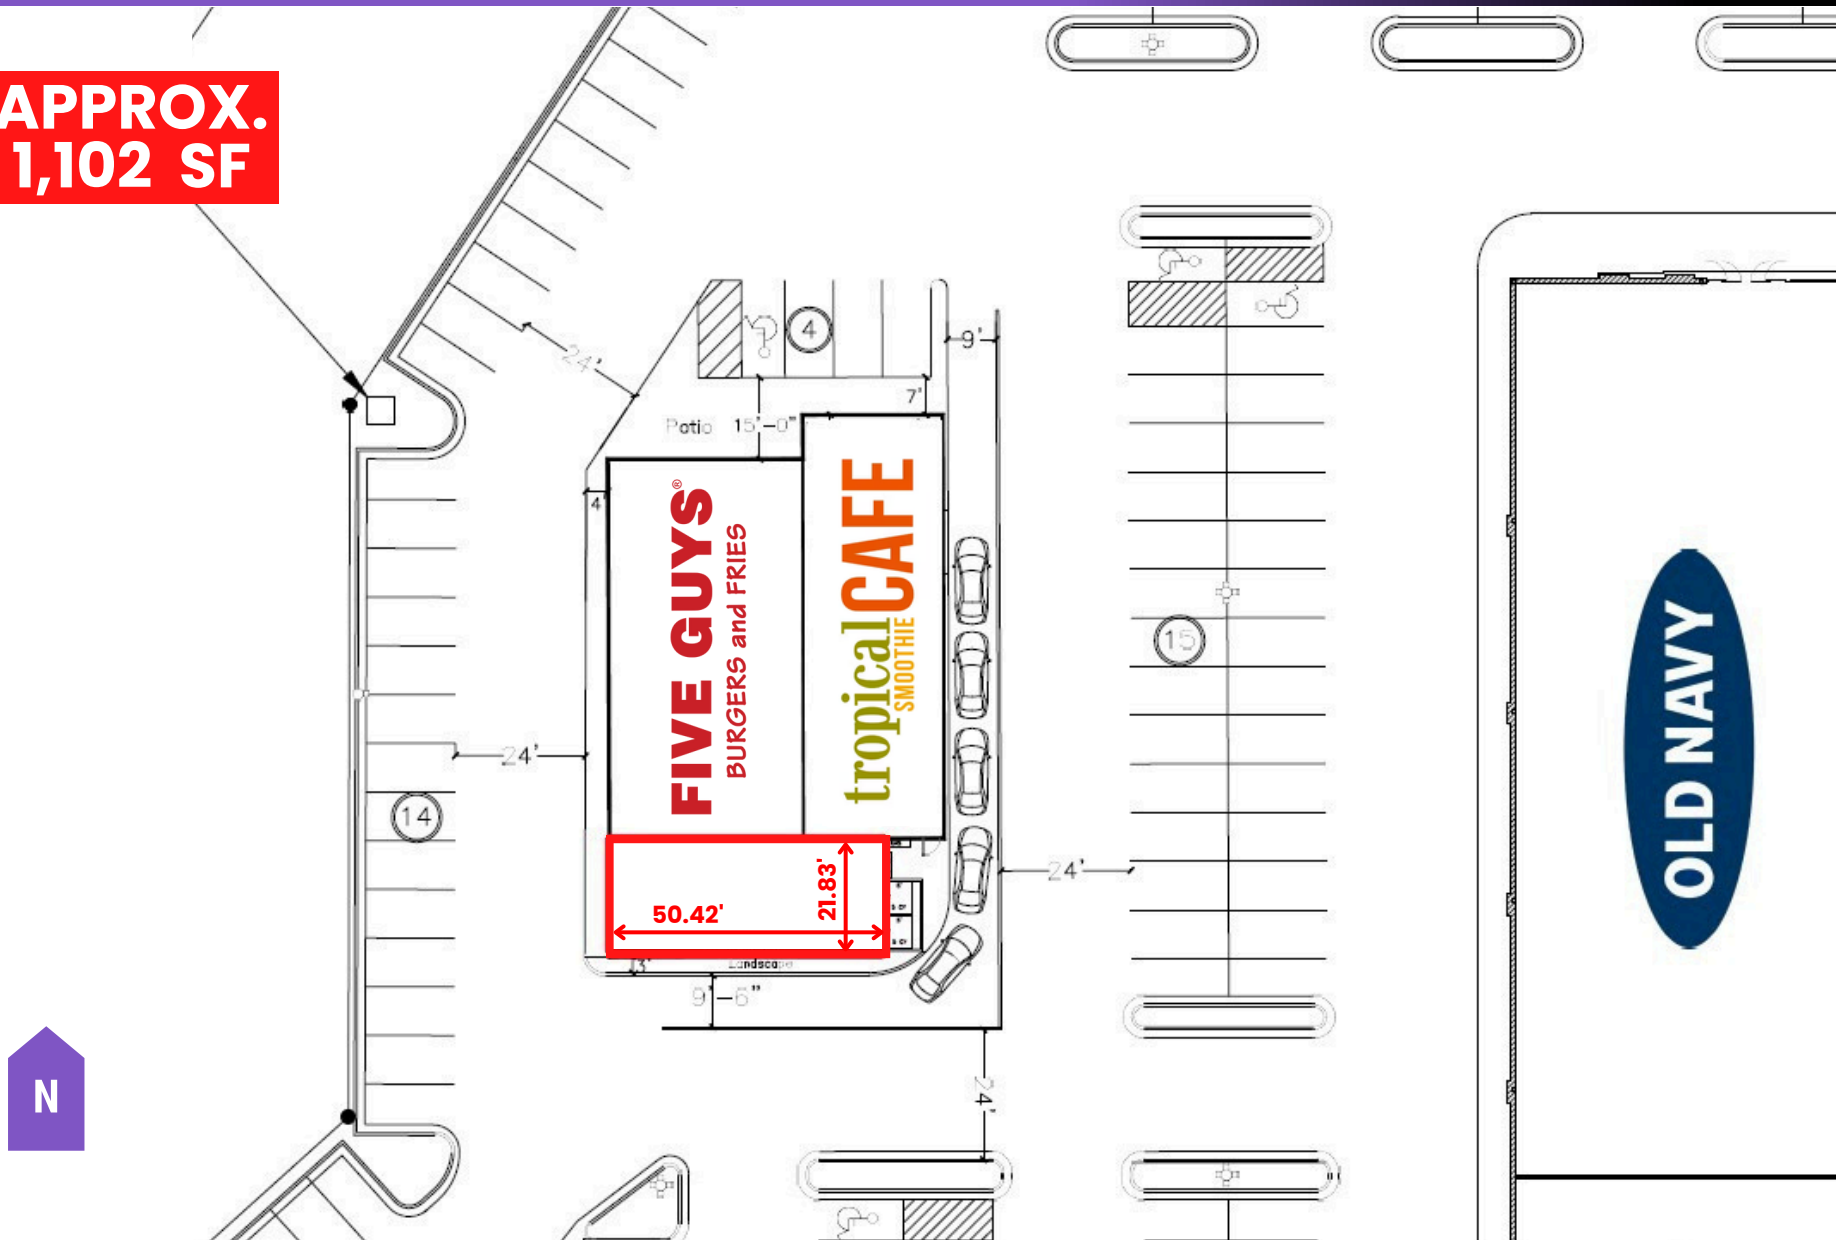 APPROX.
1,102 SF
4
24'
9'
7'
Patio 15'-0"
4'
FIVE GUYS®
BURGERS and FRIES
tropical
SMOOTHIE
CAFE
15
OLD NAVY
24'
14
24'
21.83'
50.42'
3'
Landscape
9'-6"
24'
N